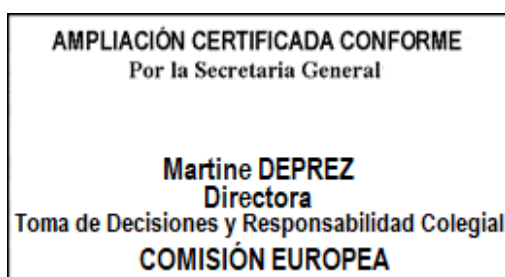 AMPLIACIÓN CERTIFICADA CONFORME
Por la Secretaria General
Martine DEPREZ
Directora
Toma de Decisiones y Responsabilidad Colegial
COMISIÓN EUROPEA